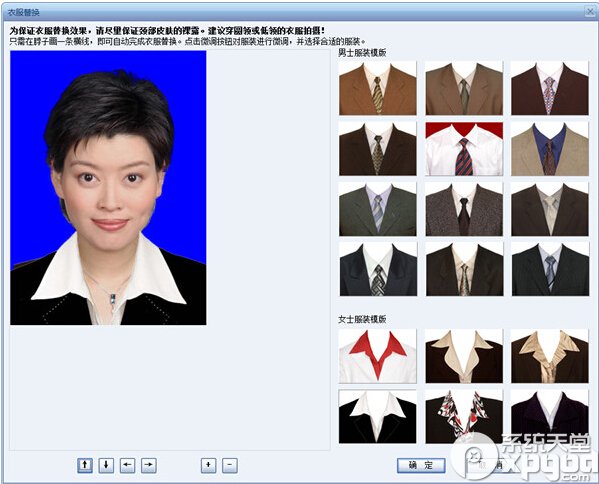 衣服替换
为保证衣服替换效果，请尽里保证颈部皮肤的裸露。建议穿圆领或低领的衣服拍摄！
只需在脖子画一条横线，即可自动完成衣服替换。点击微调按钮对服装进行微调，并选择合适的服装。
男士服装模版
女士服装模版
确 定
取 消
系统天堂